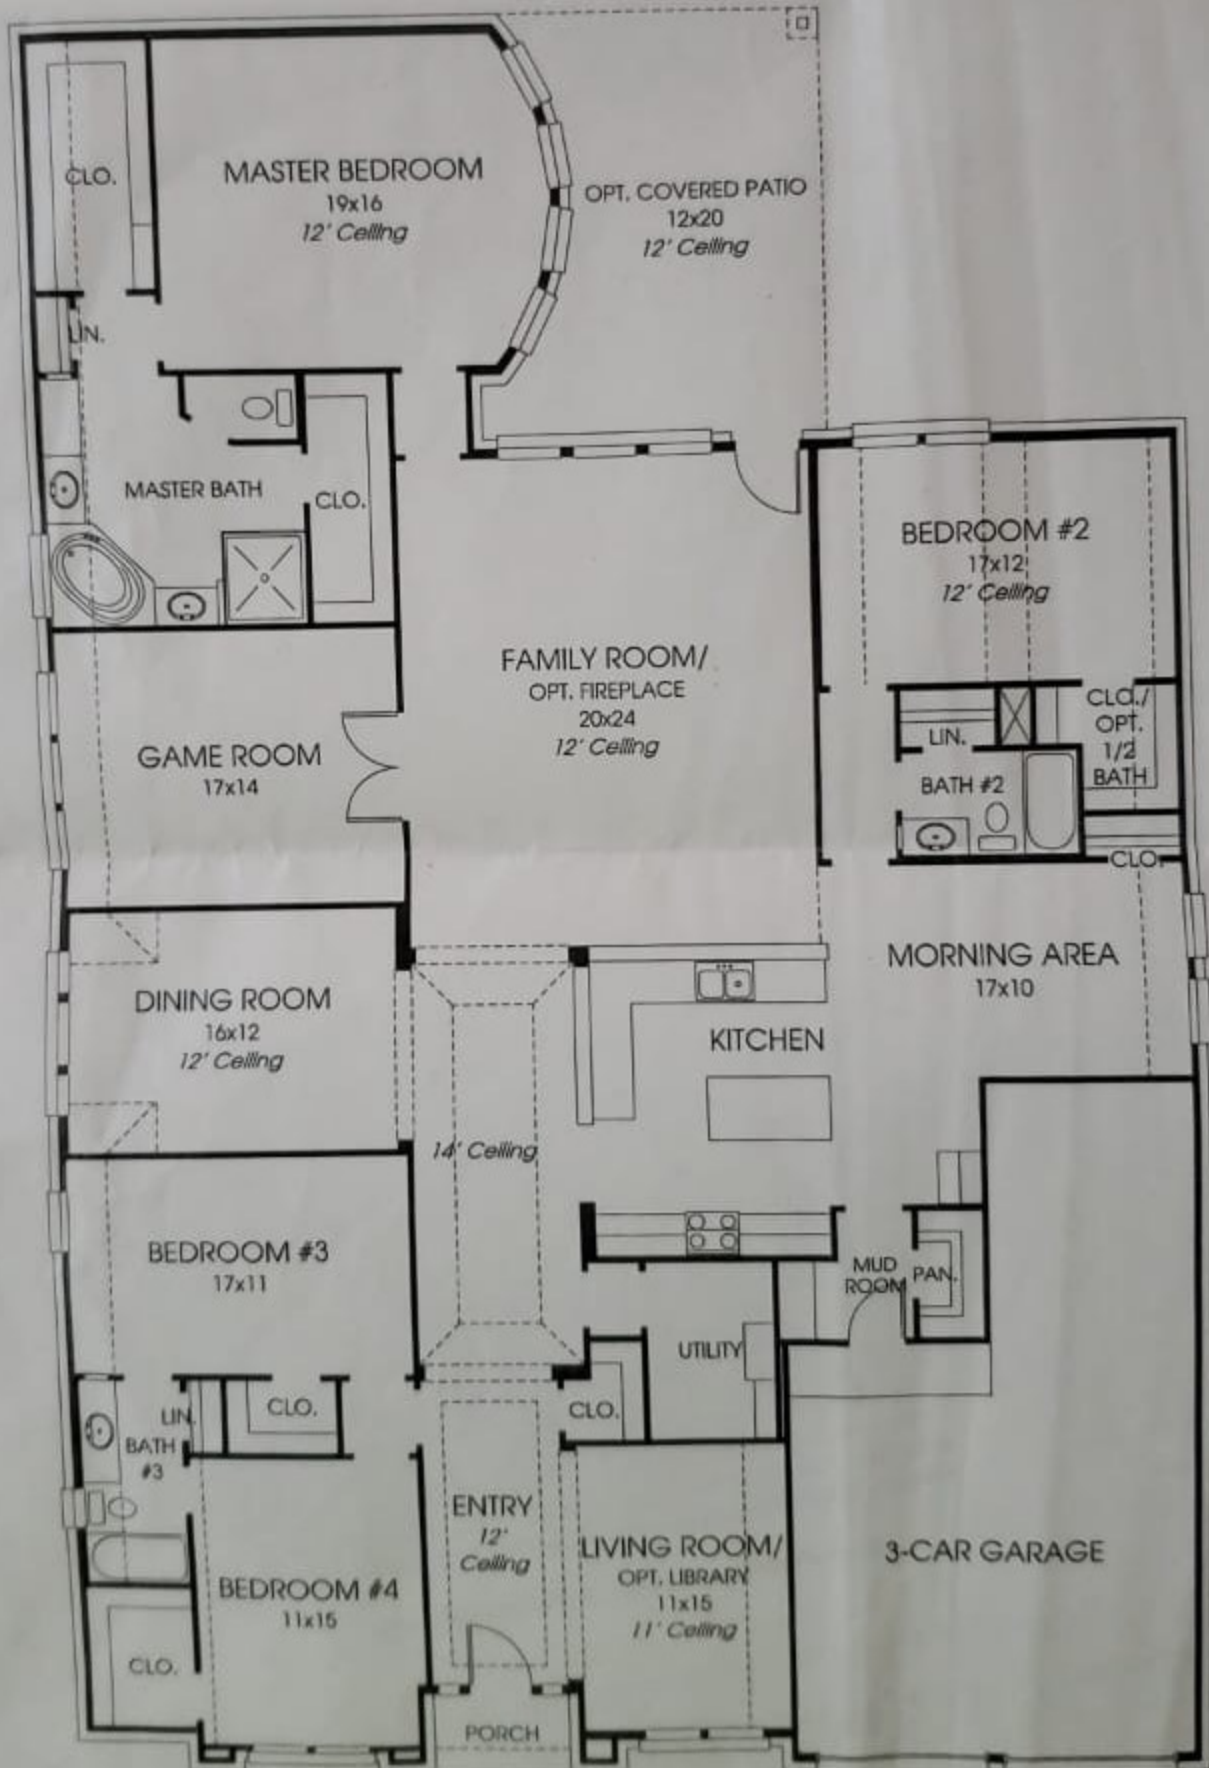 CLO.
MASTER BEDROOM
19x16
12' Ceiling
OPT. COVERED PATIO
12x20
12' Ceiling
LIN.
MASTER BATH
CLO.
BEDROOM #2
17x12
12' Ceiling
FAMILY ROOM/
OPT. FIREPLACE
20x24
12' Ceiling
GAME ROOM
17x14
LIN.
CLO./
OPT.
1/2
BATH
BATH #2
CLO.
MORNING AREA
17x10
DINING ROOM
16x12
12' Ceiling
KITCHEN
14' Ceiling
BEDROOM #3
17x11
MUD
ROOM
PAN.
UTILITY
LIN.
CLO.
CLO.
BATH
#3
ENTRY
12'
Ceiling
LIVING ROOM/
OPT. LIBRARY
11x15
11' Ceiling
3-CAR GARAGE
BEDROOM #4
11x15
CLO.
PORCH